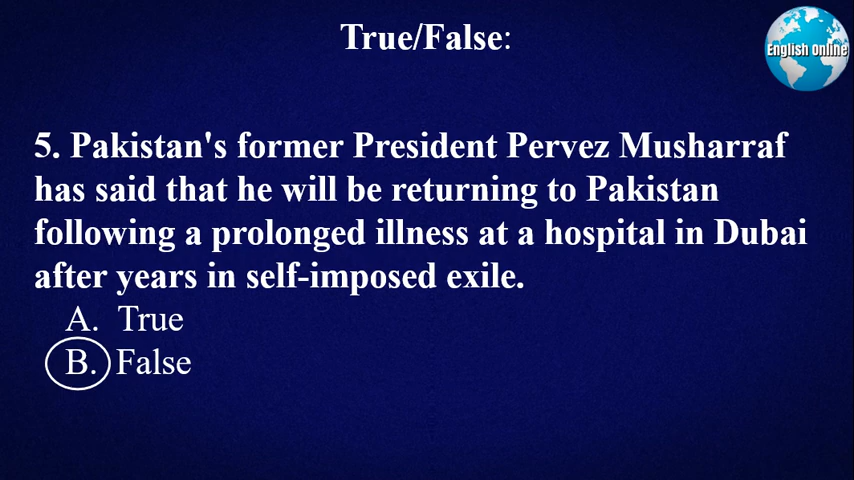 True/False:
English Online
5. Pakistan's former President Pervez Musharraf
has said that he will be returning to Pakistan
following a prolonged illness at a hospital in Dubai
after years in self-imposed exile.
A. True
B. False